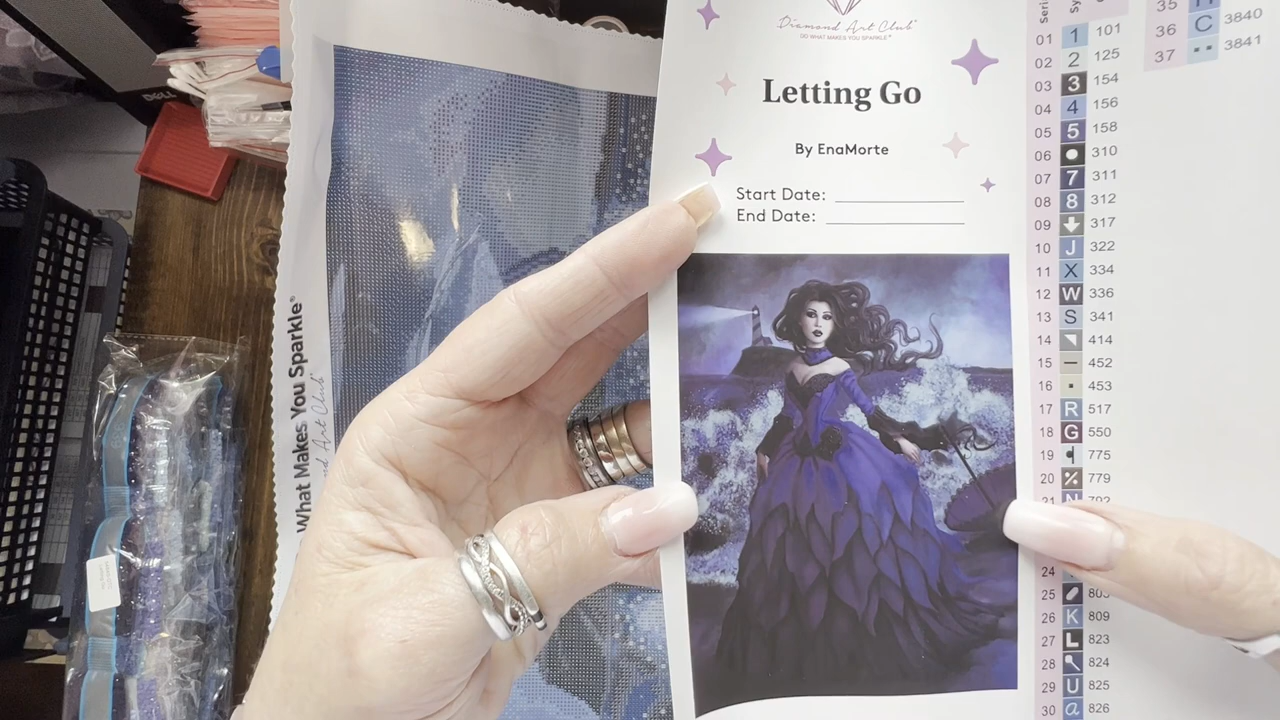 Diamond Art Club®
DO WHAT MAKES YOU SPARKLE®
Letting Go
By EnaMorte
Start Date:
End Date:
What Makes You Sparkle®
Art Club
DELL
01 1 101
02 2 125
03 3 154
04 4 156
05 5 158
06 ● 310
07 7 311
08 8 312
09 ⬇ 317
10 J 322
11 X 334
12 W 336
13 S 341
14 ◥ 414
15 — 452
16 ▪ 453
17 R 517
18 G 550
19 775
20 779
21 N 792
24
25 803
26 K 809
27 L 823
28 824
29 U 825
30 a 826
35 H
36 C 3840
37 ▪▪ 3841